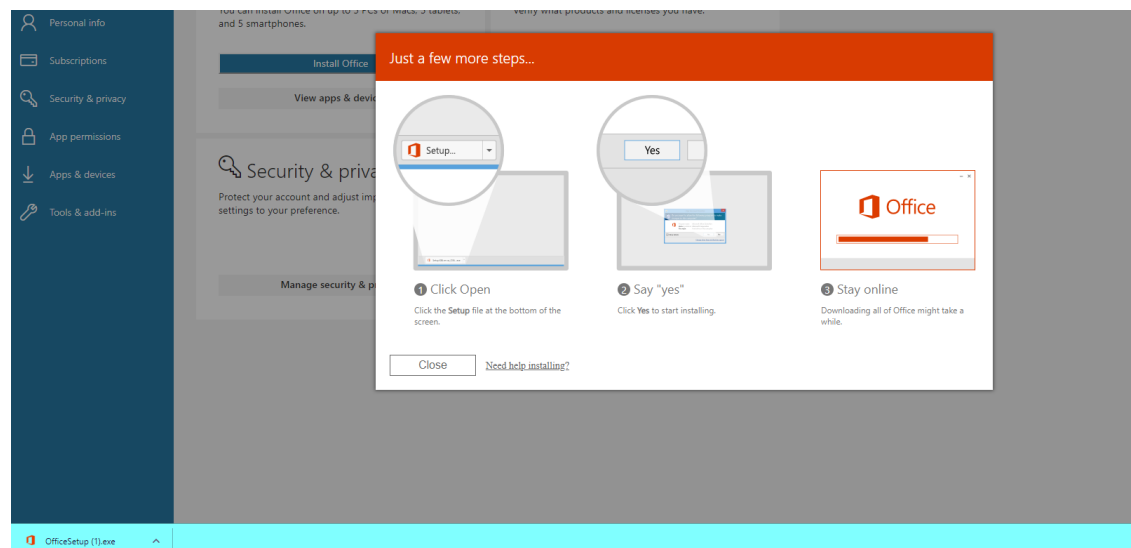 Personal info
Subscriptions
Security & privacy
App permissions
Apps & devices
Tools & add-ins
You can install Office on up to 5 PCs or Macs, 5 tablets,
and 5 smartphones.
Verify what products and licenses you have.
Install Office
View apps & devic
Security & priva
Protect your account and adjust imp
settings to your preference.
Manage security & p
Just a few more steps...
Setup...
Yes
Office
1 Click Open
Click the Setup file at the bottom of the
screen.
2 Say "yes"
Click Yes to start installing.
3 Stay online
Downloading all of Office might take a
while.
Close
Need help installing?
OfficeSetup (1).exe